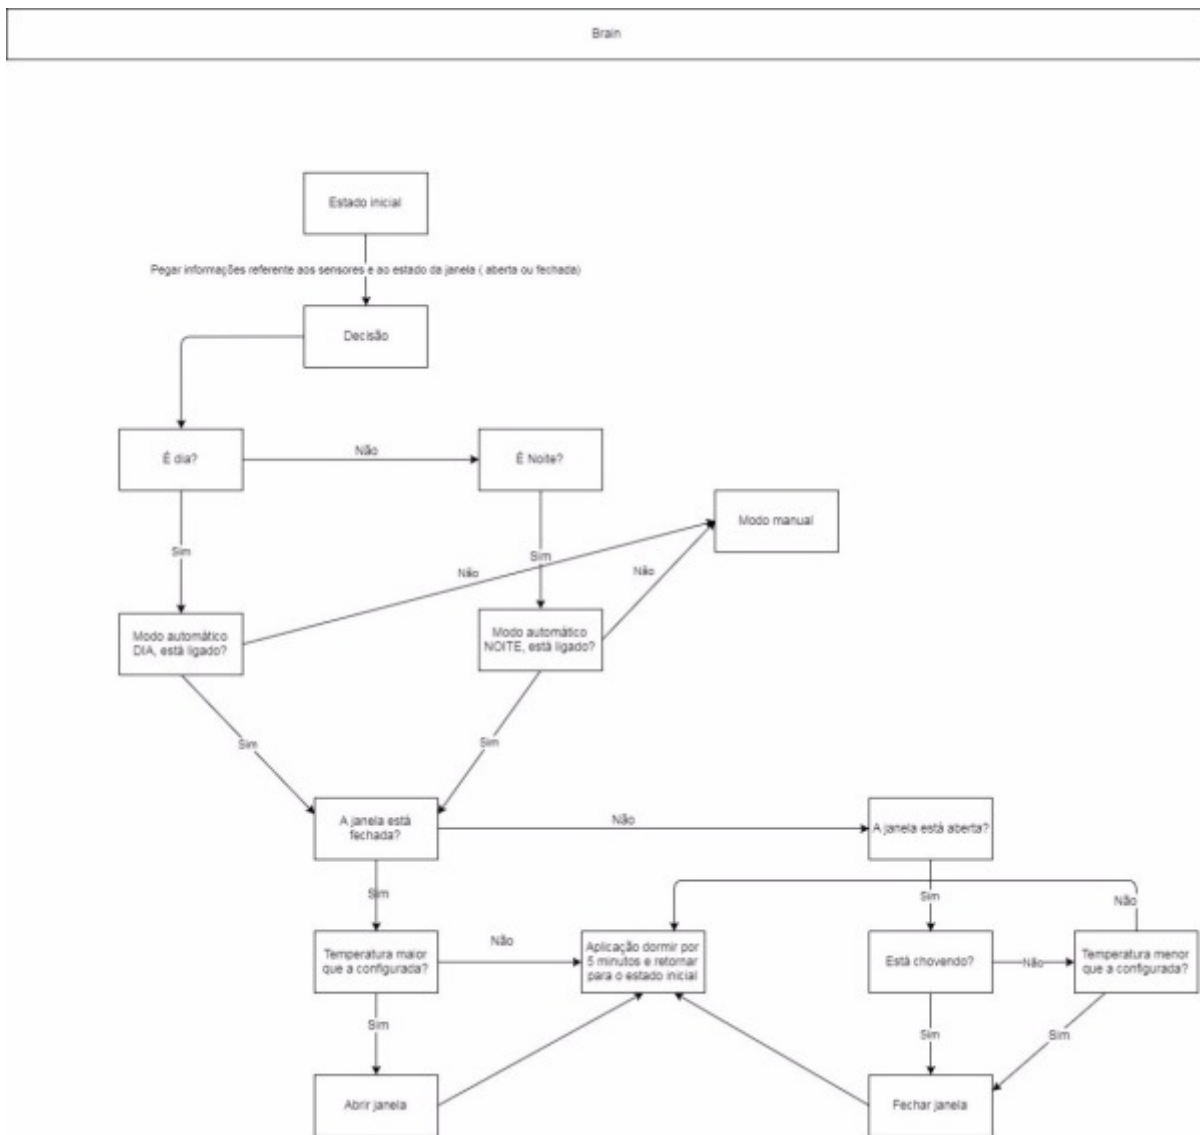 Brain
Estado inicial
Pegar informações referente aos sensores e ao estado da janela ( aberta ou fechada)
Decisão
É dia?
Não
É Noite?
Modo manual
Sim
Sim
Não
Não
Modo automático
DIA, está ligado?
Modo automático
NOITE, está ligado?
Sim
Sim
A janela está
fechada?
Não
A janela está aberta?
Sim
Sim
Não
Temperatura maior
que a configurada?
Não
Aplicação dormir por
5 minutos e retornar
para o estado inicial
Está chovendo?
Não
Temperatura menor
que a configurada?
Sim
Sim
Sim
Abrir janela
Fechar janela